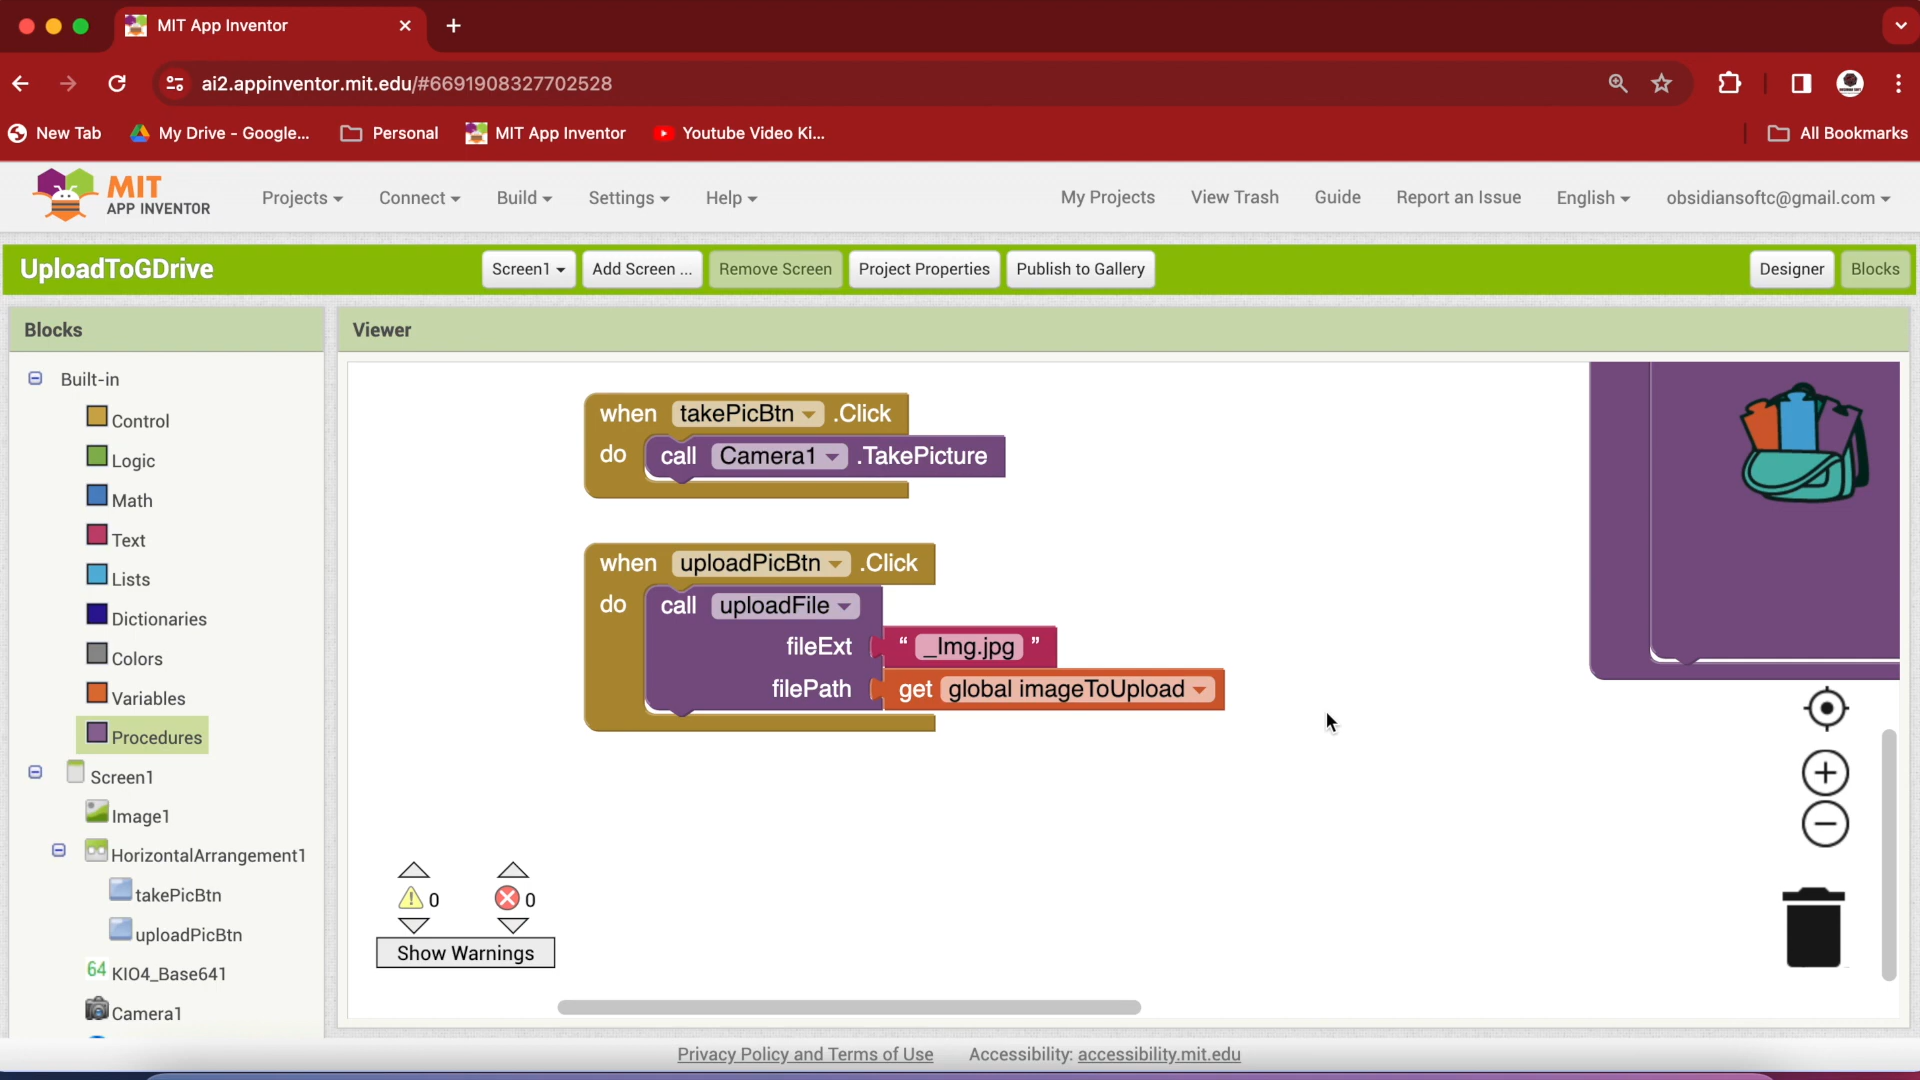 MIT App Inventor
ai2.appinventor.mit.edu/#6691908327702528
New Tab
My Drive - Google...
Personal
MIT App Inventor
Youtube Video Ki...
All Bookmarks
MIT
APP INVENTOR
Projects
Connect
Build
Settings
Help
My Projects
View Trash
Guide
Report an Issue
English
obsidiansoftc@gmail.com
UploadToGDrive
Screen1
Add Screen ...
Remove Screen
Project Properties
Publish to Gallery
Designer
Blocks
Blocks
Viewer
Built-in
Control
Logic
Math
Text
Lists
Dictionaries
Colors
Variables
Procedures
Screen1
Image1
HorizontalArrangement1
takePicBtn
uploadPicBtn
64 KIO4_Base641
Camera1
when takePicBtn .Click
do call Camera1 .TakePicture
when uploadPicBtn .Click
do call uploadFile
fileExt “ _Img.jpg ”
filePath get global imageToUpload
0
0
Show Warnings
Privacy Policy and Terms of Use
Accessibility: accessibility.mit.edu